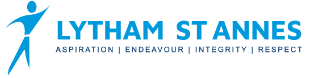 LYTHAM ST ANNES
ASPIRATION | ENDEAVOUR | INTEGRITY | RESPECT